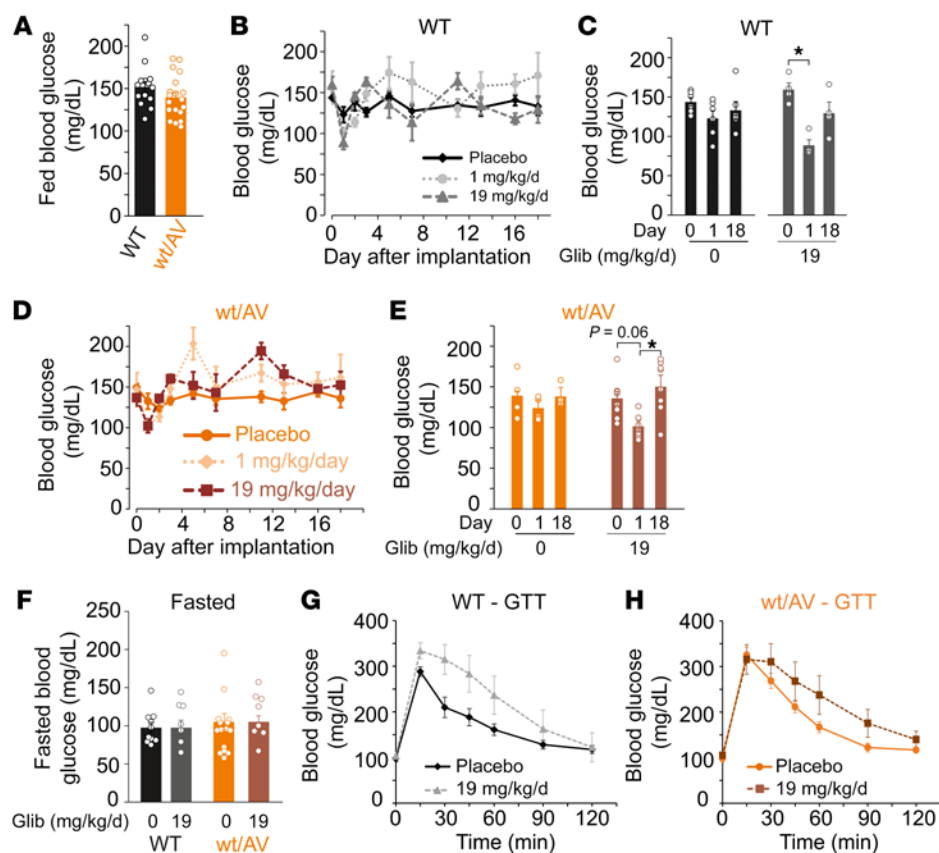 A
Fed blood glucose
(mg/dL)
200
150
100
50
0
WT
wt/AV
B
WT
Blood glucose
(mg/dL)
200
150
100
50
0
Placebo
1 mg/kg/d
19 mg/kg/d
0 4 8 12 16
Day after implantation
C
WT
Blood glucose
(mg/dL)
200
150
100
50
0
*
Day 0 1 18 0 1 18
Glib (mg/kg/d) 0 19
D
wt/AV
Blood glucose
(mg/dL)
200
150
100
50
0
Placebo
1 mg/kg/day
19 mg/kg/day
0 4 8 12 16
Day after implantation
E
wt/AV
Blood glucose
(mg/dL)
200
150
100
50
0
P = 0.06
*
Day 0 1 18 0 1 18
Glib (mg/kg/d) 0 19
F
Fasted
Fasted blood
glucose (mg/dL)
250
200
150
100
50
0
Glib (mg/kg/d) 0 19 0 19
WT wt/AV
G
WT - GTT
Blood glucose
(mg/dL)
400
300
200
100
0
Placebo
19 mg/kg/d
0 30 60 90 120
Time (min)
H
wt/AV - GTT
Blood glucose
(mg/dL)
400
300
200
100
0
Placebo
19 mg/kg/d
0 30 60 90 120
Time (min)